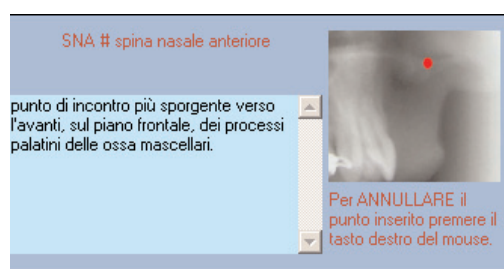 SNA # spina nasale anteriore
punto di incontro più sporgente verso
l'avanti, sul piano frontale, dei processi
palatini delle ossa mascellari.
Per ANNULLARE il
punto inserito premere il
tasto destro del mouse.